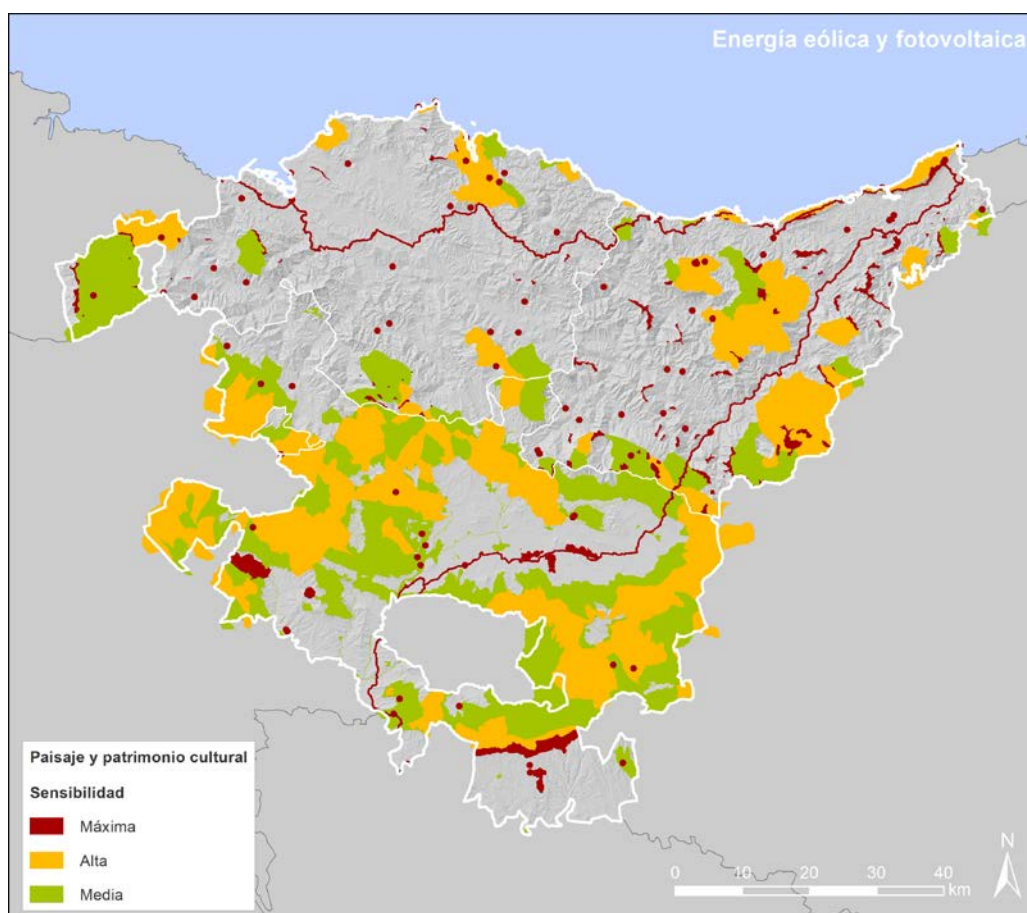 Energía eólica y fotovoltaica
Paisaje y patrimonio cultural
Sensibilidad
Máxima
Alta
Media
N
0 10 20 30 40
km